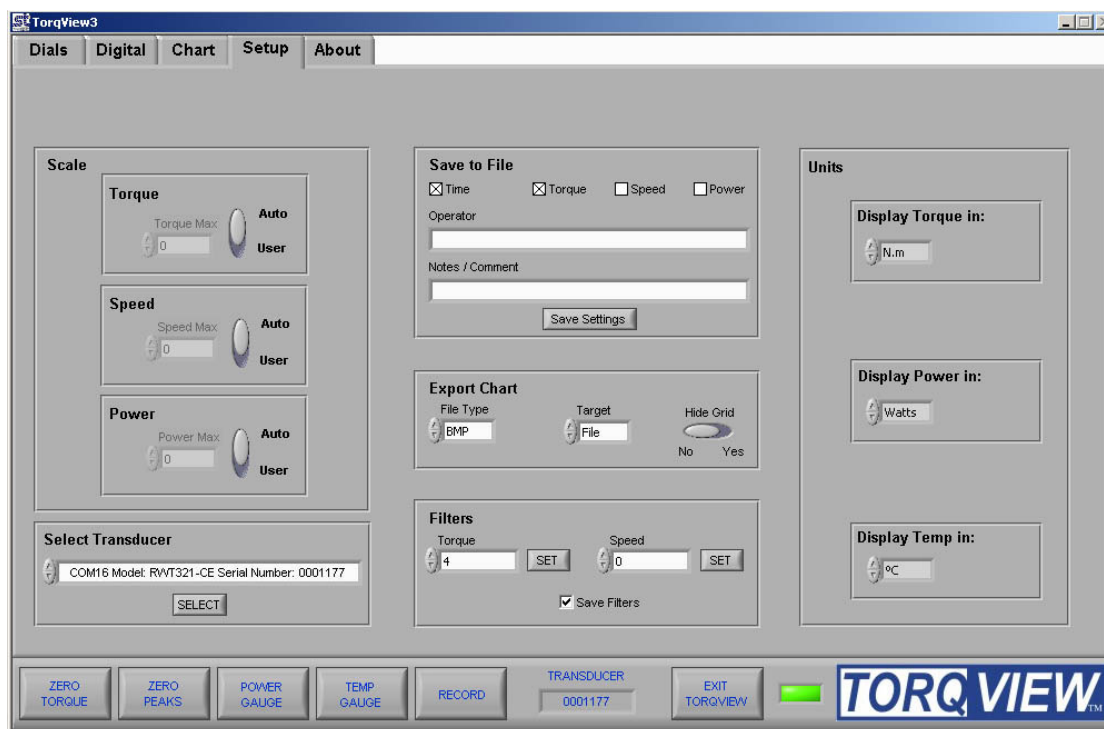 TorqView3
Dials Digital Chart Setup About
Scale
Torque
Torque Max
0
Auto
User
Speed
Speed Max
0
Auto
User
Power
Power Max
0
Auto
User
Select Transducer
COM16 Model: RWT321-CE Serial Number: 0001177
SELECT
Save to File
Time Torque Speed Power
Operator
Notes / Comment
Save Settings
Export Chart
File Type Target Hide Grid
BMP File
No Yes
Filters
Torque Speed
4 SET 0 SET
Save Filters
Units
Display Torque in:
N.m
Display Power in:
Watts
Display Temp in:
ºC
ZERO
TORQUE
ZERO
PEAKS
POWER
GAUGE
TEMP
GAUGE
RECORD
TRANSDUCER
0001177
EXIT
TORQVIEW
TORQVIEW™